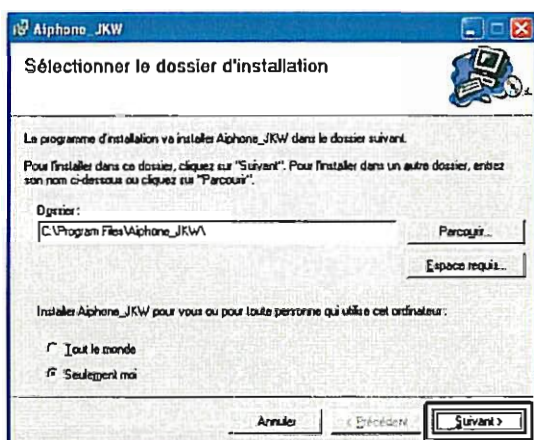 Aiphone_JKW
Sélectionner le dossier d'installation
Le programme d'installation va installer Aiphone_JKW dans le dossier suivant.
Pour l'installer dans ce dossier, cliquez sur "Suivant". Pour l'installer dans un autre dossier, entrez
son nom ci-dessous ou cliquez sur "Parcourir".
Dossier :
C:\Program Files\Aiphone_JKW\
Parcourir...
Espace requis...
Installer Aiphone_JKW pour vous ou pour toute personne qui utilise cet ordinateur :
Tout le monde
Seulement moi
Annuler
< Précédent
Suivant >